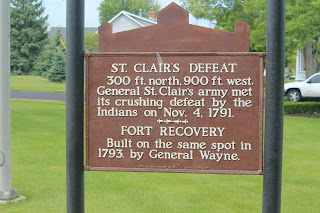 ST. CLAIR'S DEFEAT
300 ft. north, 900 ft. west,
General St. Clair's army met
its crushing defeat by the
Indians on Nov. 4, 1791.
FORT RECOVERY
Built on the same spot in
1793, by General Wayne.